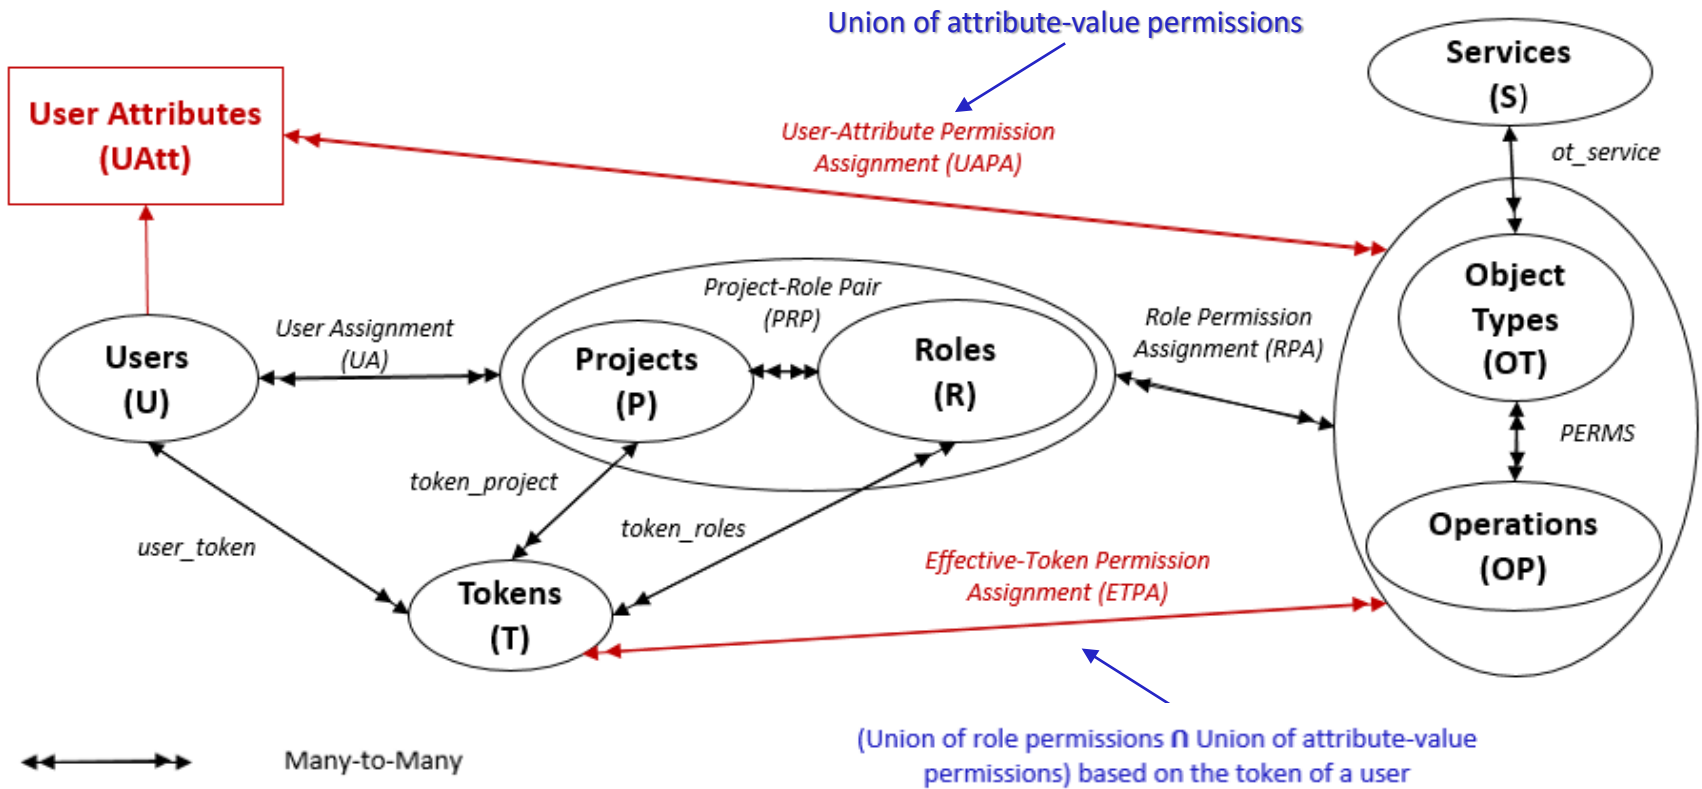 Union of attribute-value permissions
Services
(S)
User Attributes
(UAtt)
User-Attribute Permission
Assignment (UAPA)
ot_service
Object
Types
(OT)
Project-Role Pair
(PRP)
User Assignment
(UA)
Role Permission
Assignment (RPA)
Users
(U)
Projects
(P)
Roles
(R)
PERMS
token_project
token_roles
user_token
Operations
(OP)
Effective-Token Permission
Assignment (ETPA)
Tokens
(T)
(Union of role permissions ∩ Union of attribute-value
permissions) based on the token of a user
Many-to-Many